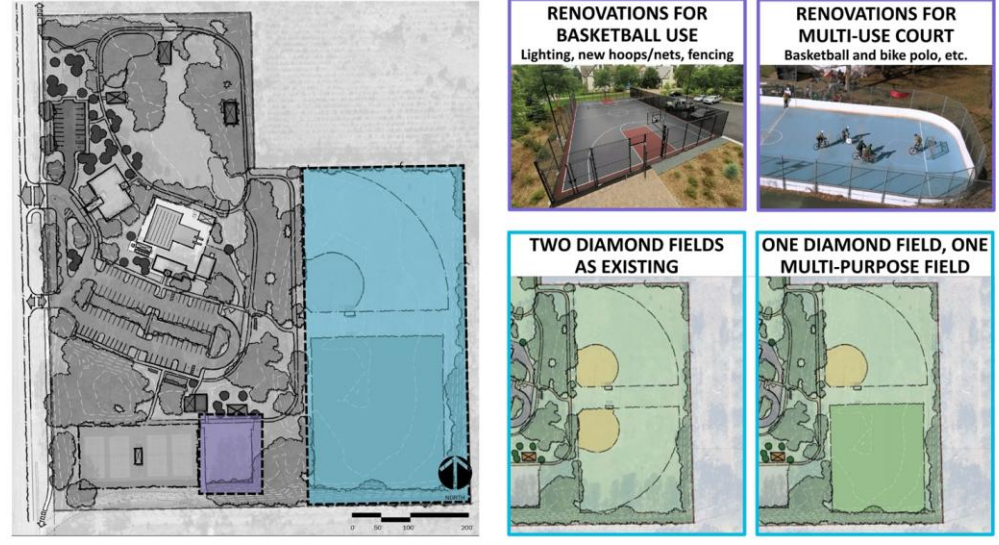 RENOVATIONS FOR
BASKETBALL USE
Lighting, new hoops/nets, fencing
RENOVATIONS FOR
MULTI-USE COURT
Basketball and bike polo, etc.
TWO DIAMOND FIELDS
AS EXISTING
ONE DIAMOND FIELD, ONE
MULTI-PURPOSE FIELD
NORTH
0 50 100 200